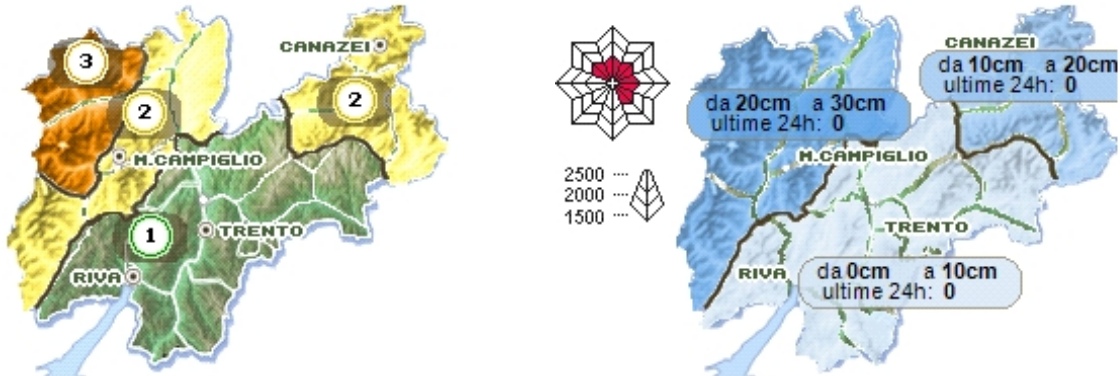 CANAZEI
3
2
2
M.CAMPIGLIO
1
TRENTO
RIVA
2500
2000
1500
CANAZEI
da 10cm a 20cm
ultime 24h: 0
da 20cm a 30cm
ultime 24h: 0
M.CAMPIGLIO
TRENTO
RIVA
da 0cm a 10cm
ultime 24h: 0